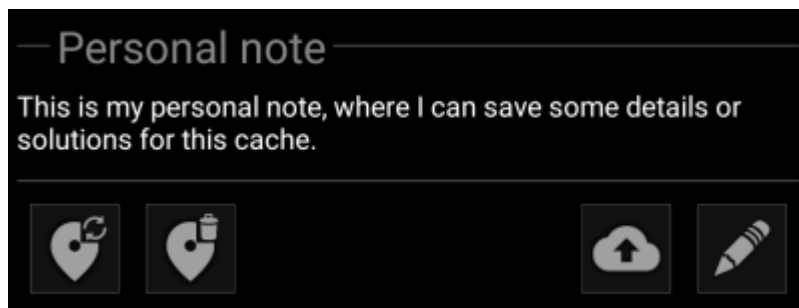 Personal note
This is my personal note, where I can save some details or
solutions for this cache.